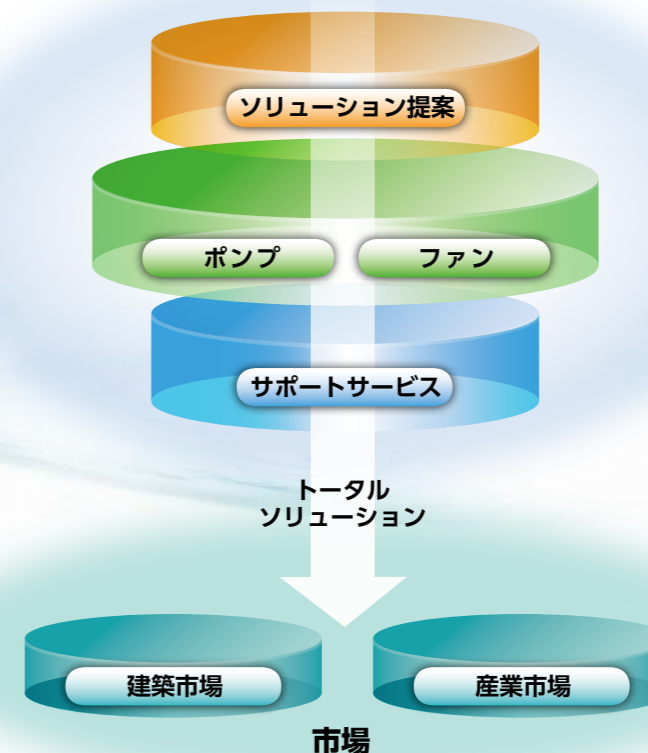 ソリューション提案
ポンプ
ファン
サポートサービス
トータル
ソリューション
建築市場
産業市場
市場